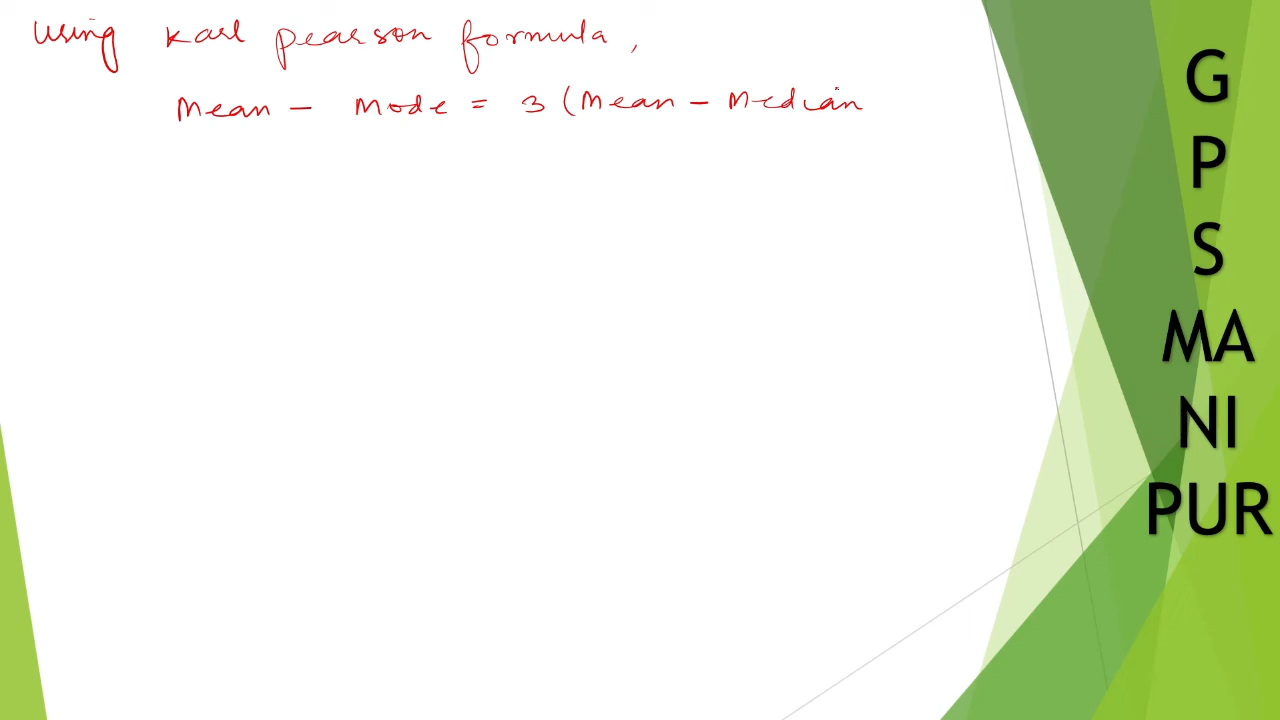 Using Karl pearson formula,
Mean - Mode = 3 (Mean - Median
G
P
S
MA
NI
PUR